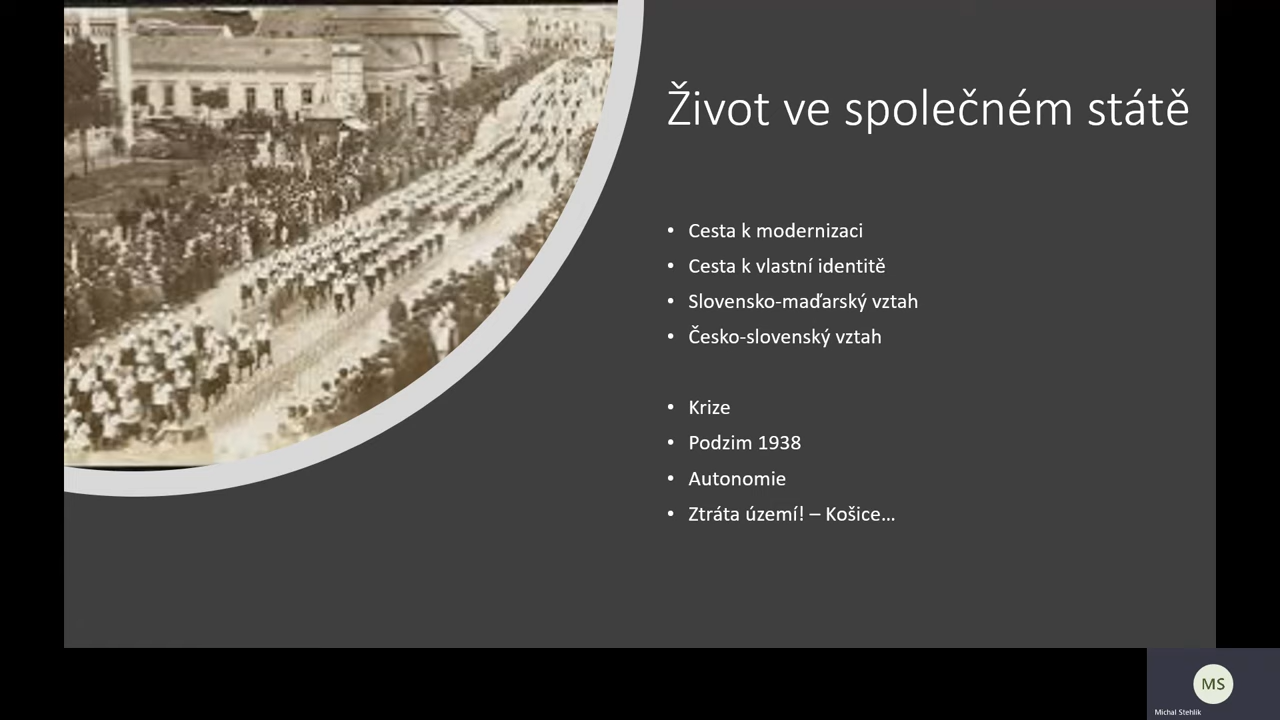 Život ve společném státě
• Cesta k modernizaci
• Cesta k vlastní identitě
• Slovensko-maďarský vztah
• Česko-slovenský vztah
• Krize
• Podzim 1938
• Autonomie
• Ztráta území! – Košice…
MS
Michal Stehlík